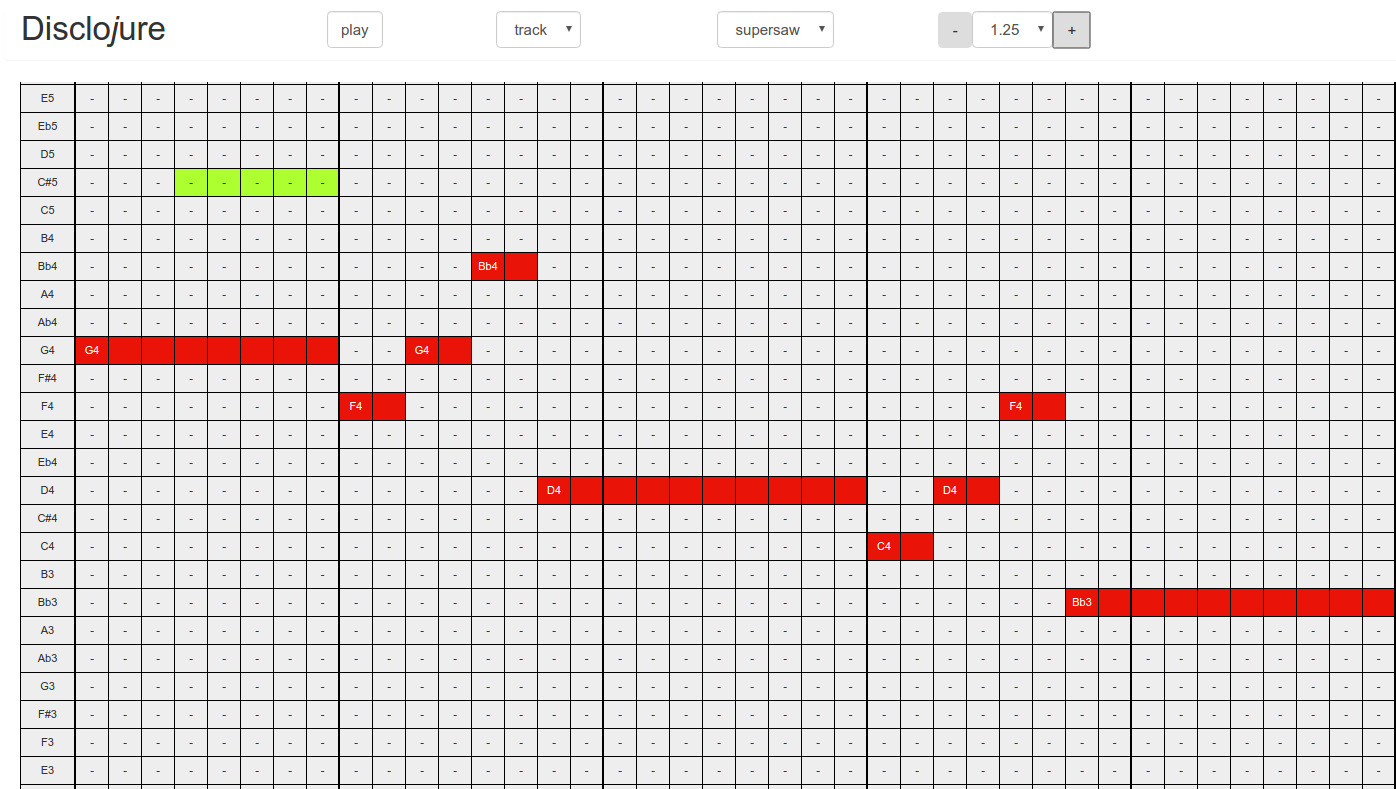 Disclojure play track supersaw - 1.25 +
E5 - - - - - - - - - - - - - - - - - - - - - - - - - - - - - - - - - - - - - - - -
Eb5 - - - - - - - - - - - - - - - - - - - - - - - - - - - - - - - - - - - - - - - -
D5 - - - - - - - - - - - - - - - - - - - - - - - - - - - - - - - - - - - - - - - -
C#5 - - - - - - - - - - - - - - - - - - - - - - - - - - - - - - - - - - - - - - - -
C5 - - - - - - - - - - - - - - - - - - - - - - - - - - - - - - - - - - - - - - - -
B4 - - - - - - - - - - - - - - - - - - - - - - - - - - - - - - - - - - - - - - - -
Bb4 - - - - - - - - - - - - Bb4 - - - - - - - - - - - - - - - - - - - - - - - - - -
A4 - - - - - - - - - - - - - - - - - - - - - - - - - - - - - - - - - - - - - - - -
Ab4 - - - - - - - - - - - - - - - - - - - - - - - - - - - - - - - - - - - - - - - -
G4 G4 - - G4 - - - - - - - - - - - - - - - - - - - - - - - - - - - -
F#4 - - - - - - - - - - - - - - - - - - - - - - - - - - - - - - - - - - - - - - - -
F4 - - - - - - - - F4 - - - - - - - - - - - - - - - - - - F4 - - - - - - - - - -
E4 - - - - - - - - - - - - - - - - - - - - - - - - - - - - - - - - - - - - - - - -
Eb4 - - - - - - - - - - - - - - - - - - - - - - - - - - - - - - - - - - - - - - - -
D4 - - - - - - - - - - - - - - D4 - - D4 - - - - - - - - - - - -
C#4 - - - - - - - - - - - - - - - - - - - - - - - - - - - - - - - - - - - - - - - -
C4 - - - - - - - - - - - - - - - - - - - - - - - - C4 - - - - - - - - - - - - - -
B3 - - - - - - - - - - - - - - - - - - - - - - - - - - - - - - - - - - - - - - - -
Bb3 - - - - - - - - - - - - - - - - - - - - - - - - - - - - - - Bb3
A3 - - - - - - - - - - - - - - - - - - - - - - - - - - - - - - - - - - - - - - - -
Ab3 - - - - - - - - - - - - - - - - - - - - - - - - - - - - - - - - - - - - - - - -
G3 - - - - - - - - - - - - - - - - - - - - - - - - - - - - - - - - - - - - - - - -
F#3 - - - - - - - - - - - - - - - - - - - - - - - - - - - - - - - - - - - - - - - -
F3 - - - - - - - - - - - - - - - - - - - - - - - - - - - - - - - - - - - - - - - -
E3 - - - - - - - - - - - - - - - - - - - - - - - - - - - - - - - - - - - - - - - -